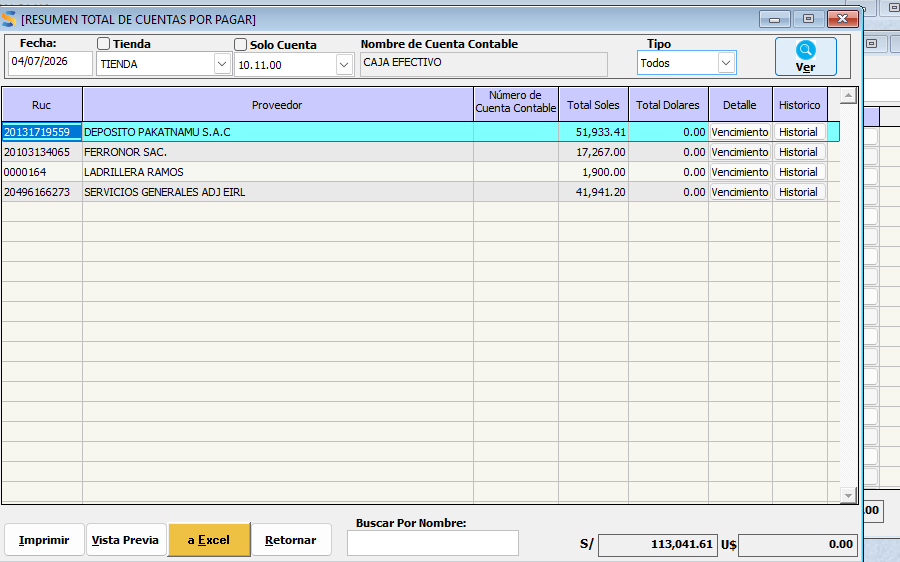 [RESUMEN TOTAL DE CUENTAS POR PAGAR]
Fecha: Tienda Solo Cuenta Nombre de Cuenta Contable Tipo
04/07/2026 TIENDA 10.11.00 CAJA EFECTIVO Todos Ver
Ruc Proveedor Número de Cuenta Contable Total Soles Total Dolares Detalle Historico
20131719559 DEPOSITO PAKATNAMU S.A.C 51,933.41 0.00 Vencimiento Historial
20103134065 FERRONOR SAC. 17,267.00 0.00 Vencimiento Historial
0000164 LADRILLERA RAMOS 1,900.00 0.00 Vencimiento Historial
20496166273 SERVICIOS GENERALES ADJ EIRL 41,941.20 0.00 Vencimiento Historial
Buscar Por Nombre:
Imprimir Vista Previa a Excel Retornar S/ 113,041.61 U$ 0.00